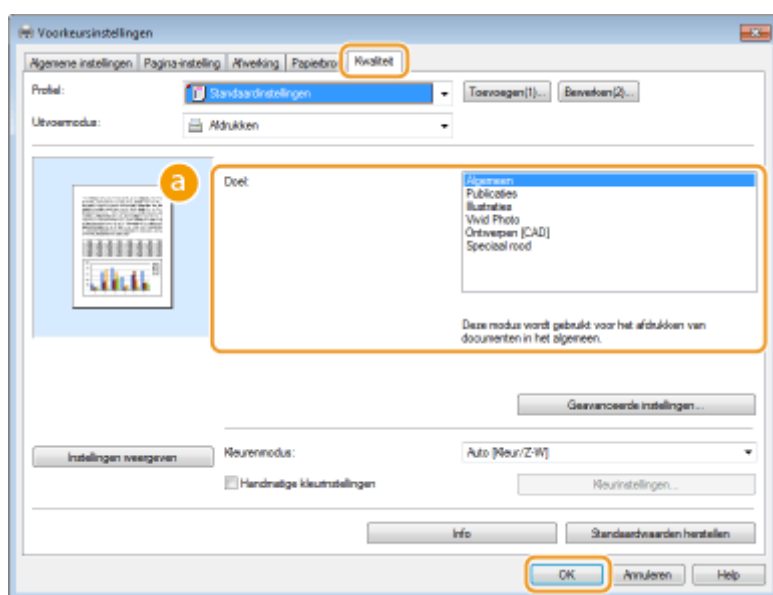 Voorkeursinstellingen
Algemene instellingen Pagina-instelling Afwerking Papierbro Kwaliteit
Profiel: Standaardinstellingen Toevoegen(1)... Bewerken(2)...
Uitvoermodus: Afdrukken
a Doel: Algemeen
Publicaties
Illustraties
Vivid Photo
Ontwerpen [CAD]
Speciaal rood
Deze modus wordt gebruikt voor het afdrukken van
documenten in het algemeen.
Geavanceerde instellingen...
Instellingen weergeven Kleurenmodus: Auto [Kleur/Z-W]
Handmatige kleurinstellingen Kleurinstellingen...
Info Standaardwaarden herstellen
OK Annuleren Help